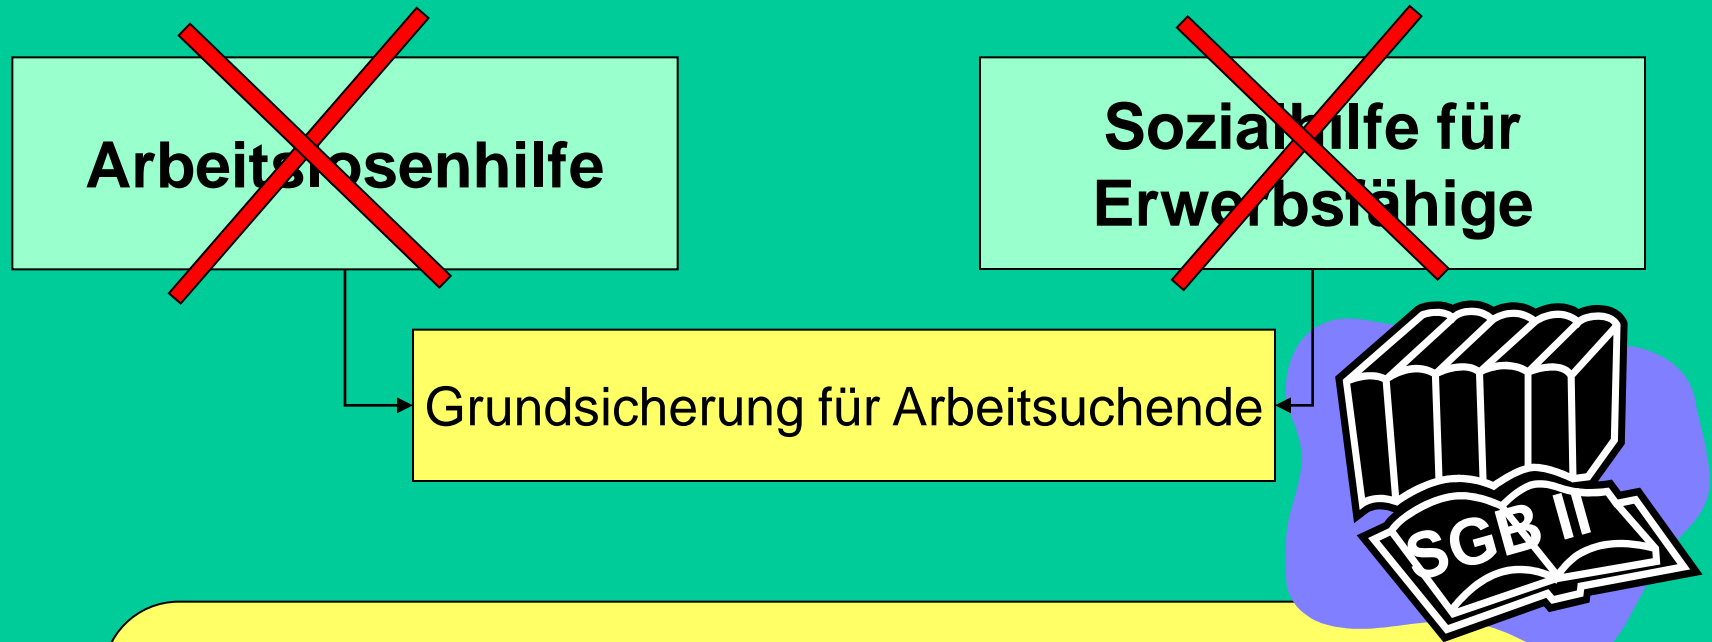 Arbeitslosenhilfe
Sozialhilfe für
Erwerbsfähige
Grundsicherung für Arbeitsuchende
SGB II